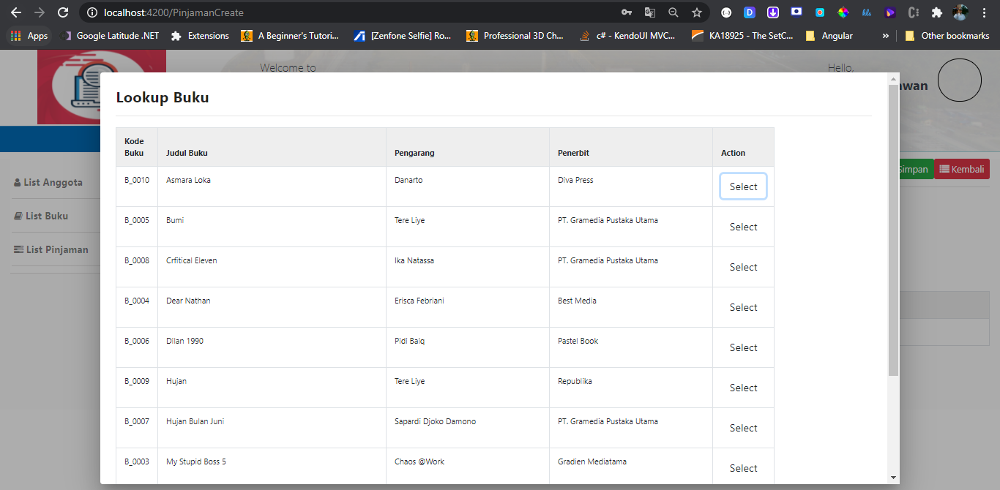 localhost:4200/PinjamanCreate
Apps
Google Latitude .NET
Extensions
A Beginner's Tutori...
[Zenfone Selfie] Ro...
Professional 3D Ch...
c# - KendoUI MVC...
KA18925 - The SetC...
Angular
»
Other bookmarks
Welcome to
Hello,
awan
List Anggota
List Buku
List Pinjaman
Simpan
Kembali
Lookup Buku
Kode Buku Judul Buku Pengarang Penerbit Action
B_0010 Asmara Loka Danarto Diva Press Select
B_0005 Bumi Tere Liye PT. Gramedia Pustaka Utama Select
B_0008 Crfitical Eleven Ika Natassa PT. Gramedia Pustaka Utama Select
B_0004 Dear Nathan Erisca Febriani Best Media Select
B_0006 Dilan 1990 Pidi Baiq Pastel Book Select
B_0009 Hujan Tere Liye Republika Select
B_0007 Hujan Bulan Juni Sapardi Djoko Damono PT. Gramedia Pustaka Utama Select
B_0003 My Stupid Boss 5 Chaos @Work Gradien Mediatama Select